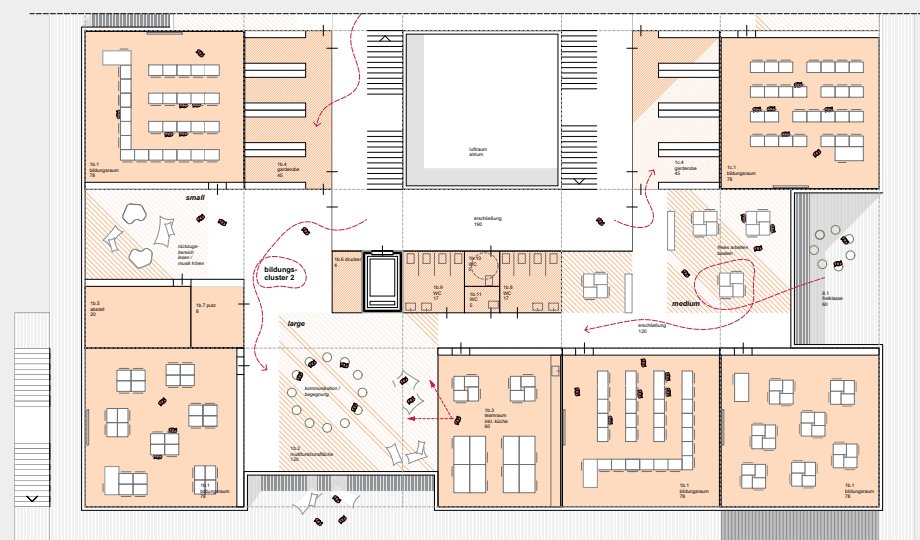 luftraum
atrium
1b.1
bildungsraum
78
1b.4
garderobe
45
1c.4
garderobe
45
1c.1
bildungsraum
78
small
rückzugs-
bereich
lesen /
musik hören
erschließung
190
freies arbeiten
basteln
bildungs-
cluster 2
1b.6 drucker
4
1b.9
WC
17
1b.10
WC
1b.11
WC
5
1b.8
WC
17
1b.5
abstell
20
1b.7 putz
8
medium
8.1
freiklasse
60
erschließung
120
large
kommunikation /
begegnung
1b.2
multifunktionsfläche
120
1b.3
teamraum
inkl. küche
60
1b.1
bildungsraum
78
1b.1
bildungsraum
78
1b.1
bildungsraum
78